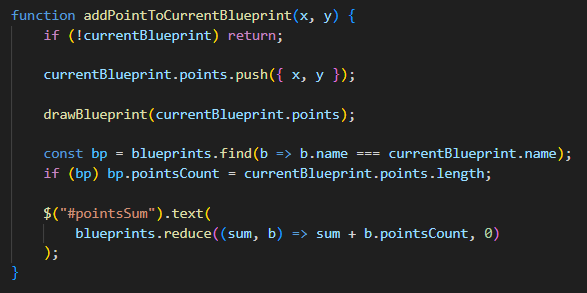 function addPointToCurrentBlueprint(x, y) {
    if (!currentBlueprint) return;
    currentBlueprint.points.push({ x, y });
    drawBlueprint(currentBlueprint.points);
    const bp = blueprints.find(b => b.name === currentBlueprint.name);
    if (bp) bp.pointsCount = currentBlueprint.points.length;
    $("#pointsSum").text(
        blueprints.reduce((sum, b) => sum + b.pointsCount, 0)
    );
}